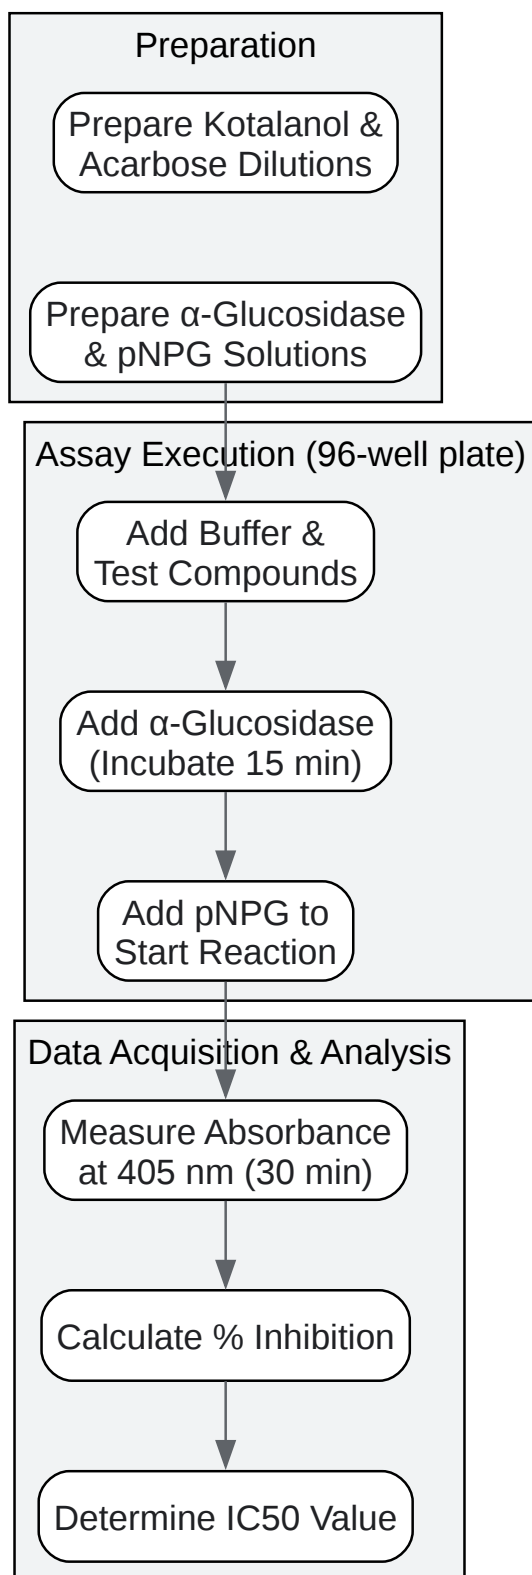 Preparation
Prepare Kotalanol &
Acarbose Dilutions
Prepare α-Glucosidase
& pNPG Solutions
Assay Execution (96-well plate)
Add Buffer &
Test Compounds
Add α-Glucosidase
(Incubate 15 min)
Add pNPG to
Start Reaction
Data Acquisition & Analysis
Measure Absorbance
at 405 nm (30 min)
Calculate % Inhibition
Determine IC50 Value